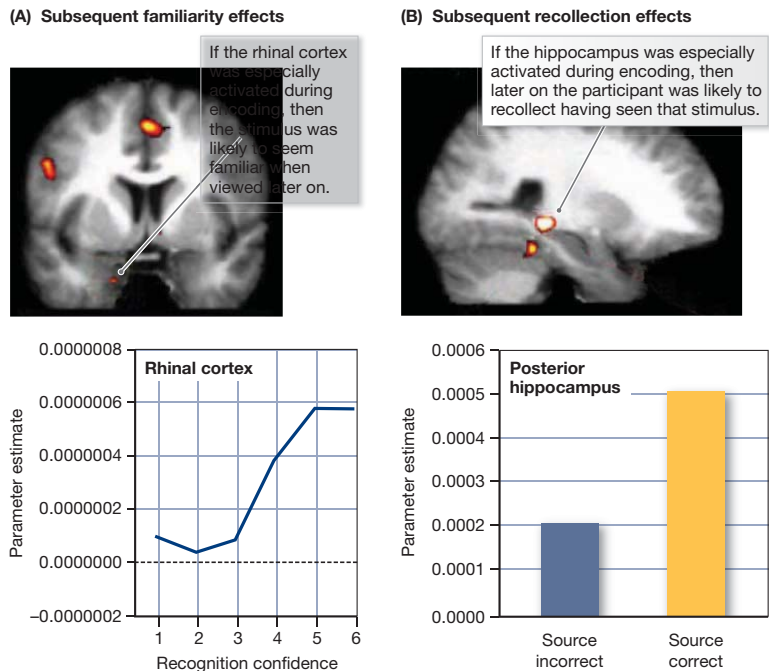 (A) Subsequent familiarity effects
If the rhinal cortex
was especially
activated during
encoding, then
the stimulus was
likely to seem
familiar when
viewed later on.
0.0000008
0.0000006
0.0000004
0.0000002
0.0000000
–0.0000002
Parameter estimate
Rhinal cortex
1 2 3 4 5 6
Recognition confidence
(B) Subsequent recollection effects
If the hippocampus was especially
activated during encoding, then
later on the participant was likely to
recollect having seen that stimulus.
0.0006
0.0005
0.0004
0.0003
0.0002
0.0001
0.0000
Parameter estimate
Posterior
hippocampus
Source
incorrect
Source
correct